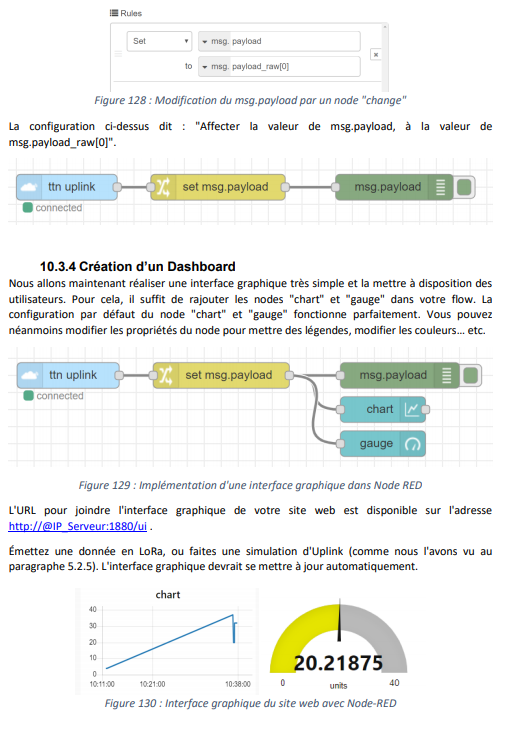 Rules
Set
msg. payload
to
msg. payload_raw[0]
Figure 128 : Modification du msg.payload par un node "change"
La configuration ci-dessus dit : "Affecter la valeur de msg.payload, à la valeur de
msg.payload_raw[0]".
ttn uplink
set msg.payload
msg.payload
connected
10.3.4 Création d'un Dashboard
Nous allons maintenant réaliser une interface graphique très simple et la mettre à disposition des
utilisateurs. Pour cela, il suffit de rajouter les nodes "chart" et "gauge" dans votre flow. La
configuration par défaut du node "chart" et "gauge" fonctionne parfaitement. Vous pouvez
néanmoins modifier les propriétés du node pour mettre des légendes, modifier les couleurs... etc.
ttn uplink
set msg.payload
msg.payload
connected
chart
gauge
Figure 129 : Implémentation d'une interface graphique dans Node RED
L'URL pour joindre l'interface graphique de votre site web est disponible sur l'adresse
http://@IP_Serveur:1880/ui .
Émettez une donnée en LoRa, ou faites une simulation d'Uplink (comme nous l'avons vu au
paragraphe 5.2.5). L'interface graphique devrait se mettre à jour automatiquement.
chart
40
30
20
10
0
10:11:00
10:21:00
10:38:00
20.21875
0
units
40
Figure 130 : Interface graphique du site web avec Node-RED